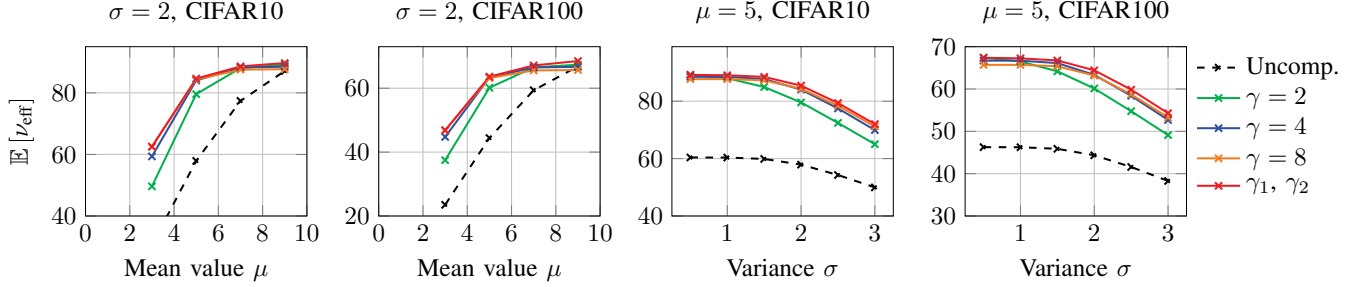 σ = 2, CIFAR10
𝔼 [ν_eff]
80
60
40
0 2 4 6 8 10
Mean value μ
σ = 2, CIFAR100
60
40
20
0 2 4 6 8 10
Mean value μ
μ = 5, CIFAR10
80
60
40
1 2 3
Variance σ
μ = 5, CIFAR100
70
60
50
40
30
1 2 3
Variance σ
Uncomp.
γ = 2
γ = 4
γ = 8
γ₁, γ₂